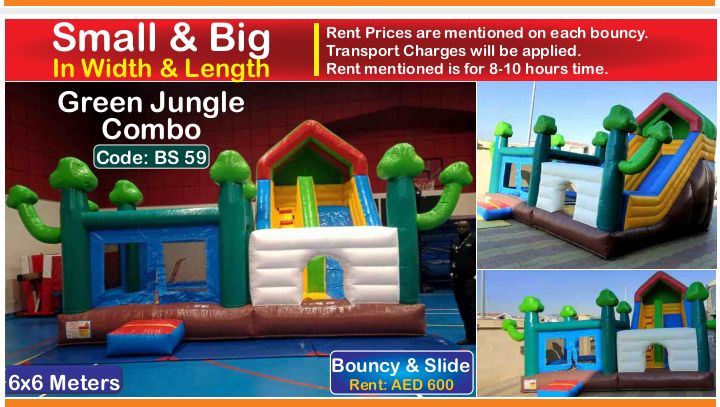 Small & Big
In Width & Length
Rent Prices are mentioned on each bouncy.
Transport Charges will be applied.
Rent mentioned is for 8-10 hours time.
Green Jungle
Combo
Code: BS 59
6x6 Meters
Bouncy & Slide
Rent: AED 600